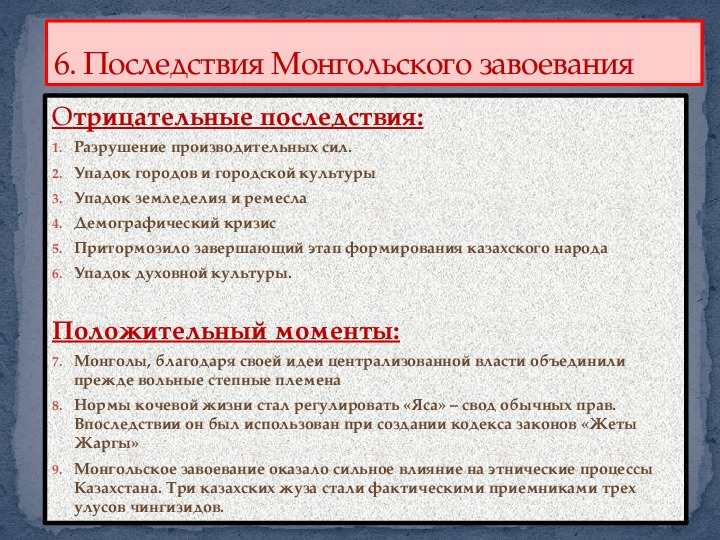 6. Последствия Монгольского завоевания
Отрицательные последствия:
1. Разрушение производительных сил.
2. Упадок городов и городской культуры
3. Упадок земледелия и ремесла
4. Демографический кризис
5. Притормозило завершающий этап формирования казахского народа
6. Упадок духовной культуры.
Положительный моменты:
7. Монголы, благодаря своей идеи централизованной власти объединили
прежде вольные степные племена
8. Нормы кочевой жизни стал регулировать «Яса» – свод обычных прав.
Впоследствии он был использован при создании кодекса законов «Жеты
Жаргы»
9. Монгольское завоевание оказало сильное влияние на этнические процессы
Казахстана. Три казахских жуза стали фактическими приемниками трех
улусов чингизидов.